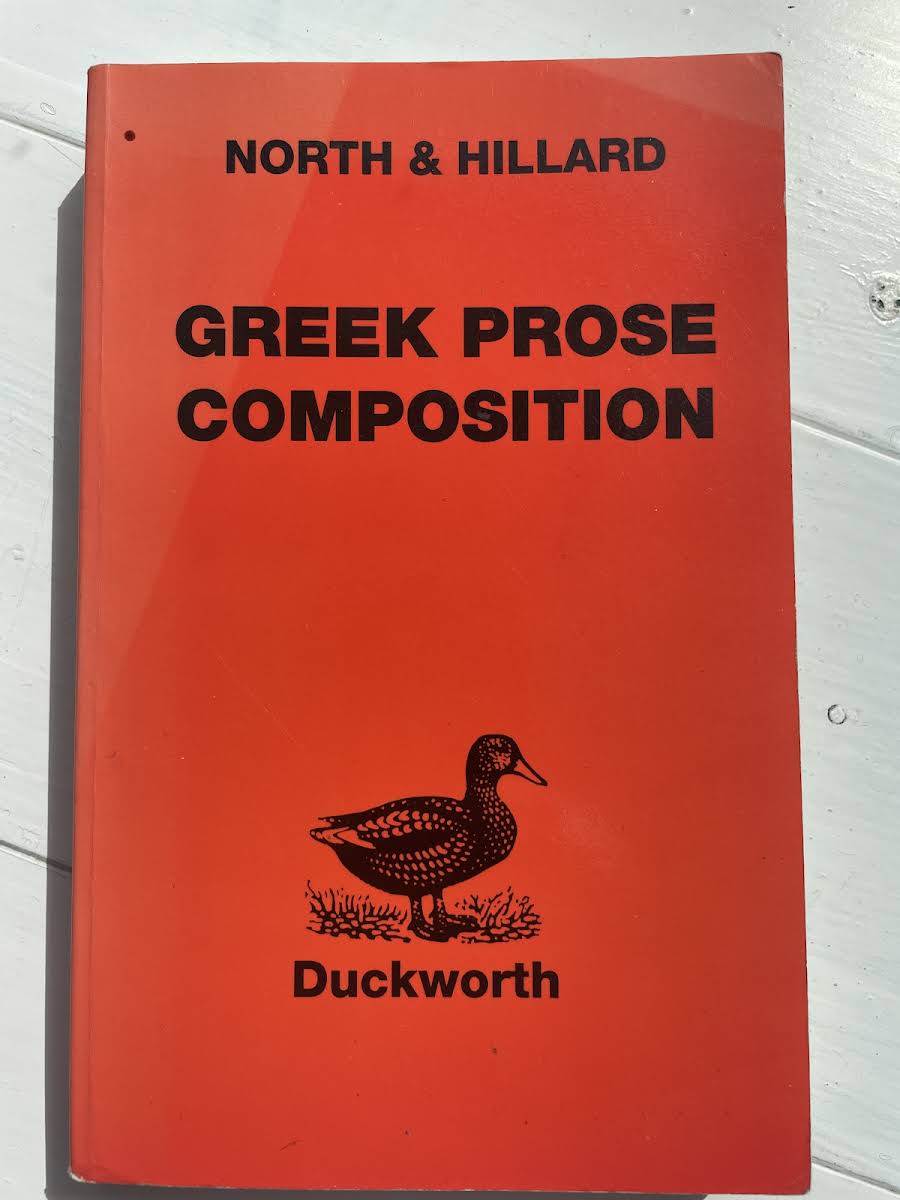 NORTH & HILLARD
GREEK PROSE
COMPOSITION
Duckworth